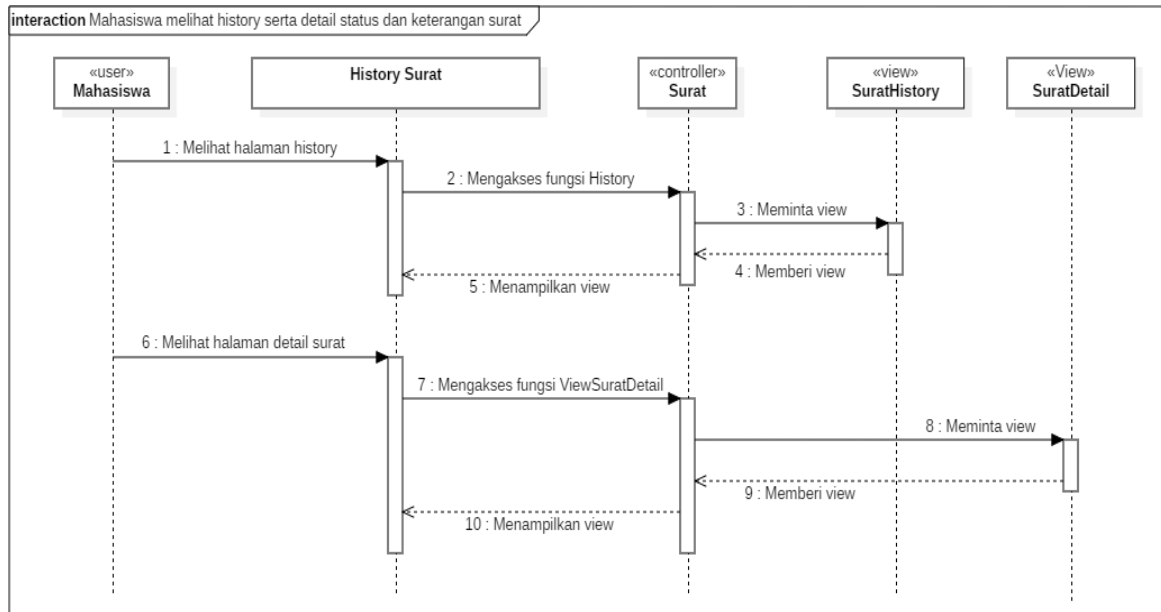 interaction Mahasiswa melihat history serta detail status dan keterangan surat
«user»
Mahasiswa
History Surat
«controller»
Surat
«view»
SuratHistory
«View»
SuratDetail
1 : Melihat halaman history
2 : Mengakses fungsi History
3 : Meminta view
4 : Memberi view
5 : Menampilkan view
6 : Melihat halaman detail surat
7 : Mengakses fungsi ViewSuratDetail
8 : Meminta view
9 : Memberi view
10 : Menampilkan view